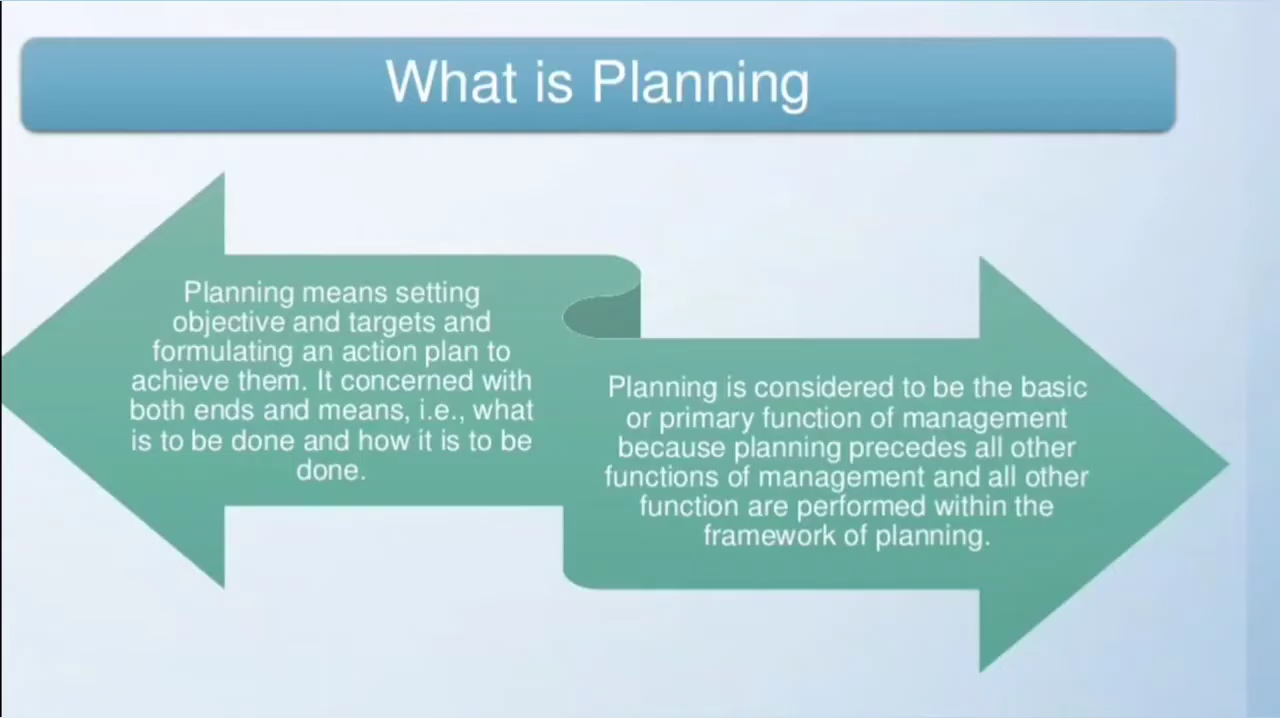 What is Planning
Planning means setting
objective and targets and
formulating an action plan to
achieve them. It concerned with
both ends and means, i.e., what
is to be done and how it is to be
done.
Planning is considered to be the basic
or primary function of management
because planning precedes all other
functions of management and all other
function are performed within the
framework of planning.